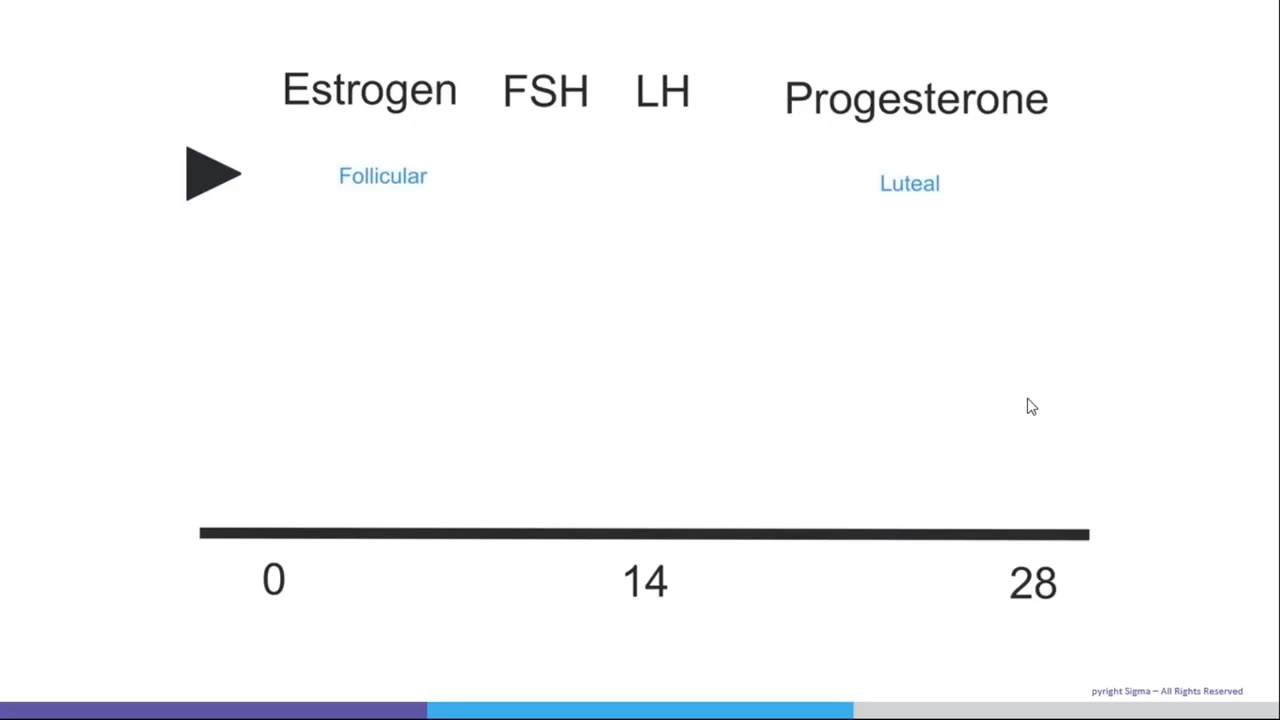 Estrogen FSH LH Progesterone
Follicular Luteal
0 14 28
pyright Sigma – All Rights Reserved